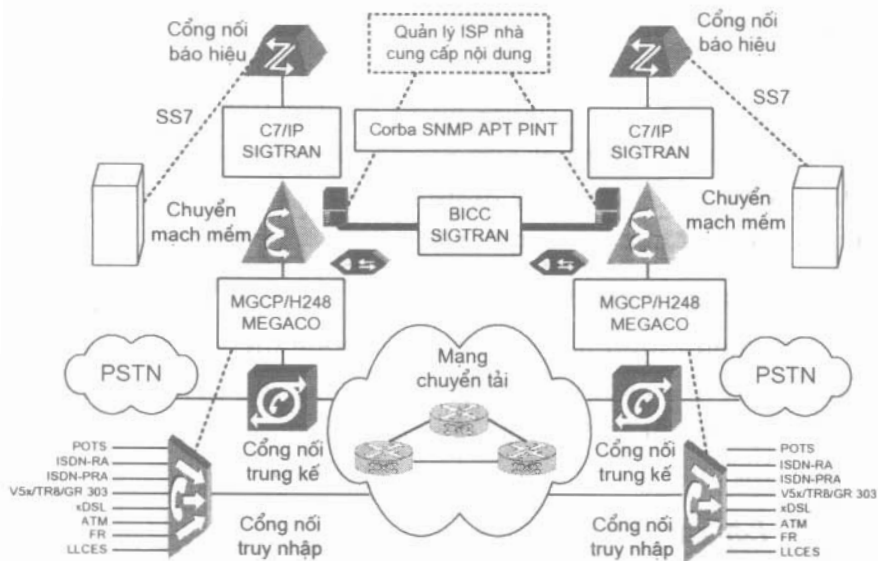 Cổng nối
báo hiệu
Quản lý ISP nhà
cung cấp nội dung
Cổng nối
báo hiệu
SS7
C7/IP
SIGTRAN
Corba SNMP APT PINT
C7/IP
SIGTRAN
SS7
Chuyển
mạch mềm
BICC
SIGTRAN
Chuyển
mạch mềm
MGCP/H248
MEGACO
MGCP/H248
MEGACO
PSTN
Mạng
chuyển tải
PSTN
Cổng nối
trung kế
Cổng nối
trung kế
POTS
ISDN-RA
ISDN-PRA
V5x/TR8/GR 303
xDSL
ATM
FR
LLCES
Cổng nối
truy nhập
Cổng nối
truy nhập
POTS
ISDN-RA
ISDN-PRA
V5x/TR8/GR 303
xDSL
ATM
FR
LLCES